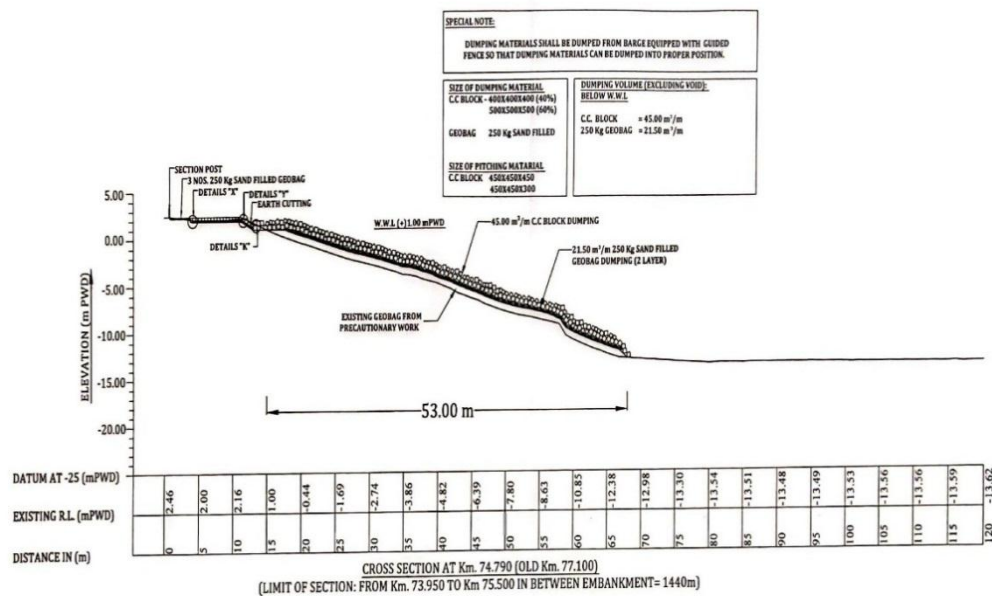 SPECIAL NOTE:
DUMPING MATERIALS SHALL BE DUMPED FROM BARGE EQUIPPED WITH GUIDED
FENCE SO THAT DUMPING MATERIALS CAN BE DUMPED INTO PROPER POSITION.
SIZE OF DUMPING MATERIAL
C.C BLOCK - 400X400X400 (40%)
500X500X500 (60%)
GEOBAG 250 Kg SAND FILLED
SIZE OF PITCHING MATARIAL
C.C BLOCK 450X450X450
450X450X300
DUMPING VOLUME (EXCLUDING VOID):
BELOW W.W.L
C.C. BLOCK = 45.00 m³/m
250 Kg GEOBAG = 21.50 m³/m
SECTION POST
3 NOS. 250 Kg SAND FILLED GEOBAG
DETAILS "X"
DETAILS "Y"
EARTH CUTTING
DETAILS "K"
W.W.L (+)1.00 mPWD
45.00 m³/m C.C BLOCK DUMPING
21.50 m³/m 250 Kg SAND FILLED
GEOBAG DUMPING (2 LAYER)
EXISTING GEOBAG FROM
PRECAUTIONARY WORK
ELEVATION (m PWD)
5.00
0.00
-5.00
-10.00
-15.00
-20.00
53.00 m
DATUM AT -25 (mPWD)
EXISTING R.L. (mPWD)
2.46 2.00 2.16 1.00 -0.44 -1.69 -2.74 -3.86 -4.82 -6.39 -7.80 -8.63 -10.85 -12.38 -12.98 -13.30 -13.54 -13.51 -13.48 -13.49 -13.53 -13.56 -13.56 -13.59 -13.62
DISTANCE IN (m)
0 5 10 15 20 25 30 35 40 45 50 55 60 65 70 75 80 85 90 95 100 105 110 115 120
CROSS SECTION AT Km. 74.790 (OLD Km. 77.100)
(LIMIT OF SECTION: FROM Km. 73.950 TO Km 75.500 IN BETWEEN EMBANKMENT= 1440m)